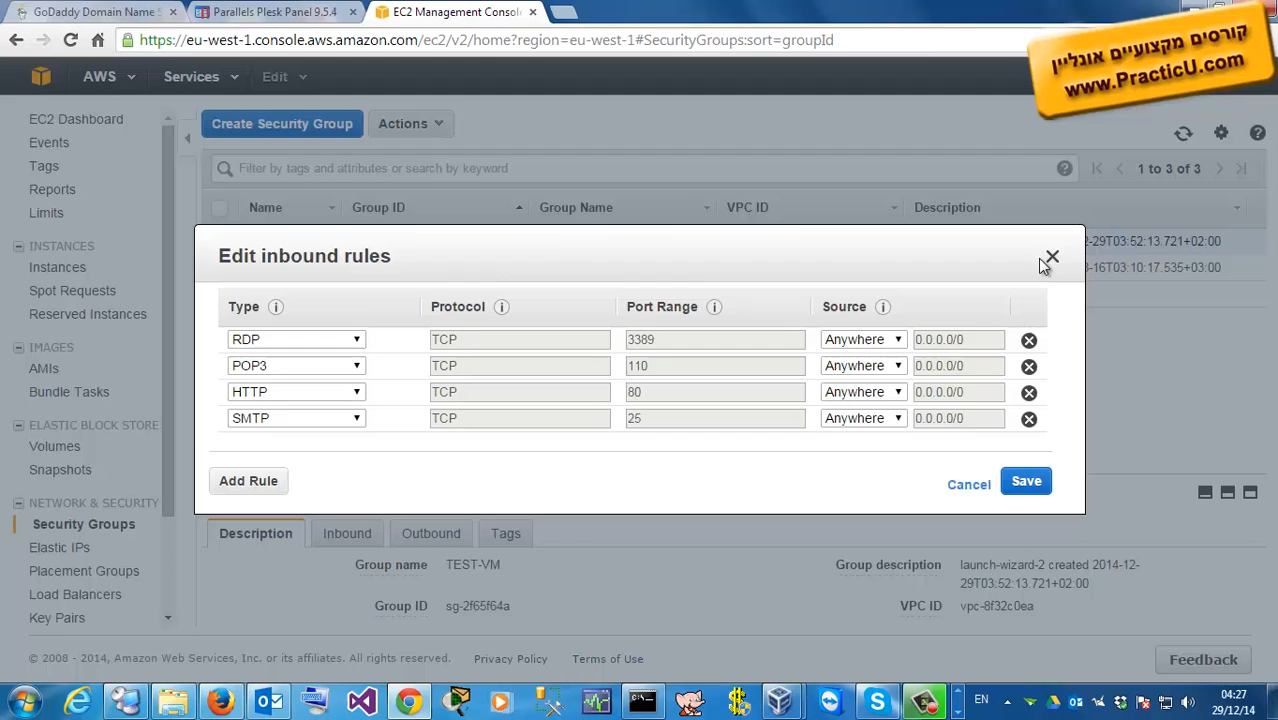 GoDaddy Domain Name S
Parallels Plesk Panel 9.5.4
EC2 Management Consol
https://eu-west-1.console.aws.amazon.com/ec2/v2/home?region=eu-west-1#SecurityGroups:sort=groupId
קורסים מקצועיים אונליין
www.PracticU.com
AWS
Services
Edit
EC2 Dashboard
Events
Tags
Reports
Limits
INSTANCES
Instances
Spot Requests
Reserved Instances
IMAGES
AMIs
Bundle Tasks
ELASTIC BLOCK STORE
Volumes
Snapshots
NETWORK & SECURITY
Security Groups
Elastic IPs
Placement Groups
Load Balancers
Key Pairs
Create Security Group
Actions
Filter by tags and attributes or search by keyword
1 to 3 of 3
Name Group ID Group Name VPC ID Description
2-29T03:52:13.721+02:00
3-16T03:10:17.535+03:00
Edit inbound rules
Type Protocol Port Range Source
RDP TCP 3389 Anywhere 0.0.0.0/0
POP3 TCP 110 Anywhere 0.0.0.0/0
HTTP TCP 80 Anywhere 0.0.0.0/0
SMTP TCP 25 Anywhere 0.0.0.0/0
Add Rule
Cancel
Save
Description Inbound Outbound Tags
Group name TEST-VM
Group description launch-wizard-2 created 2014-12-
29T03:52:13.721+02:00
Group ID sg-2f65f64a
VPC ID vpc-8f32c0ea
© 2008 - 2014, Amazon Web Services, Inc. or its affiliates. All rights reserved. Privacy Policy Terms of Use
Feedback
EN
04:27
29/12/14